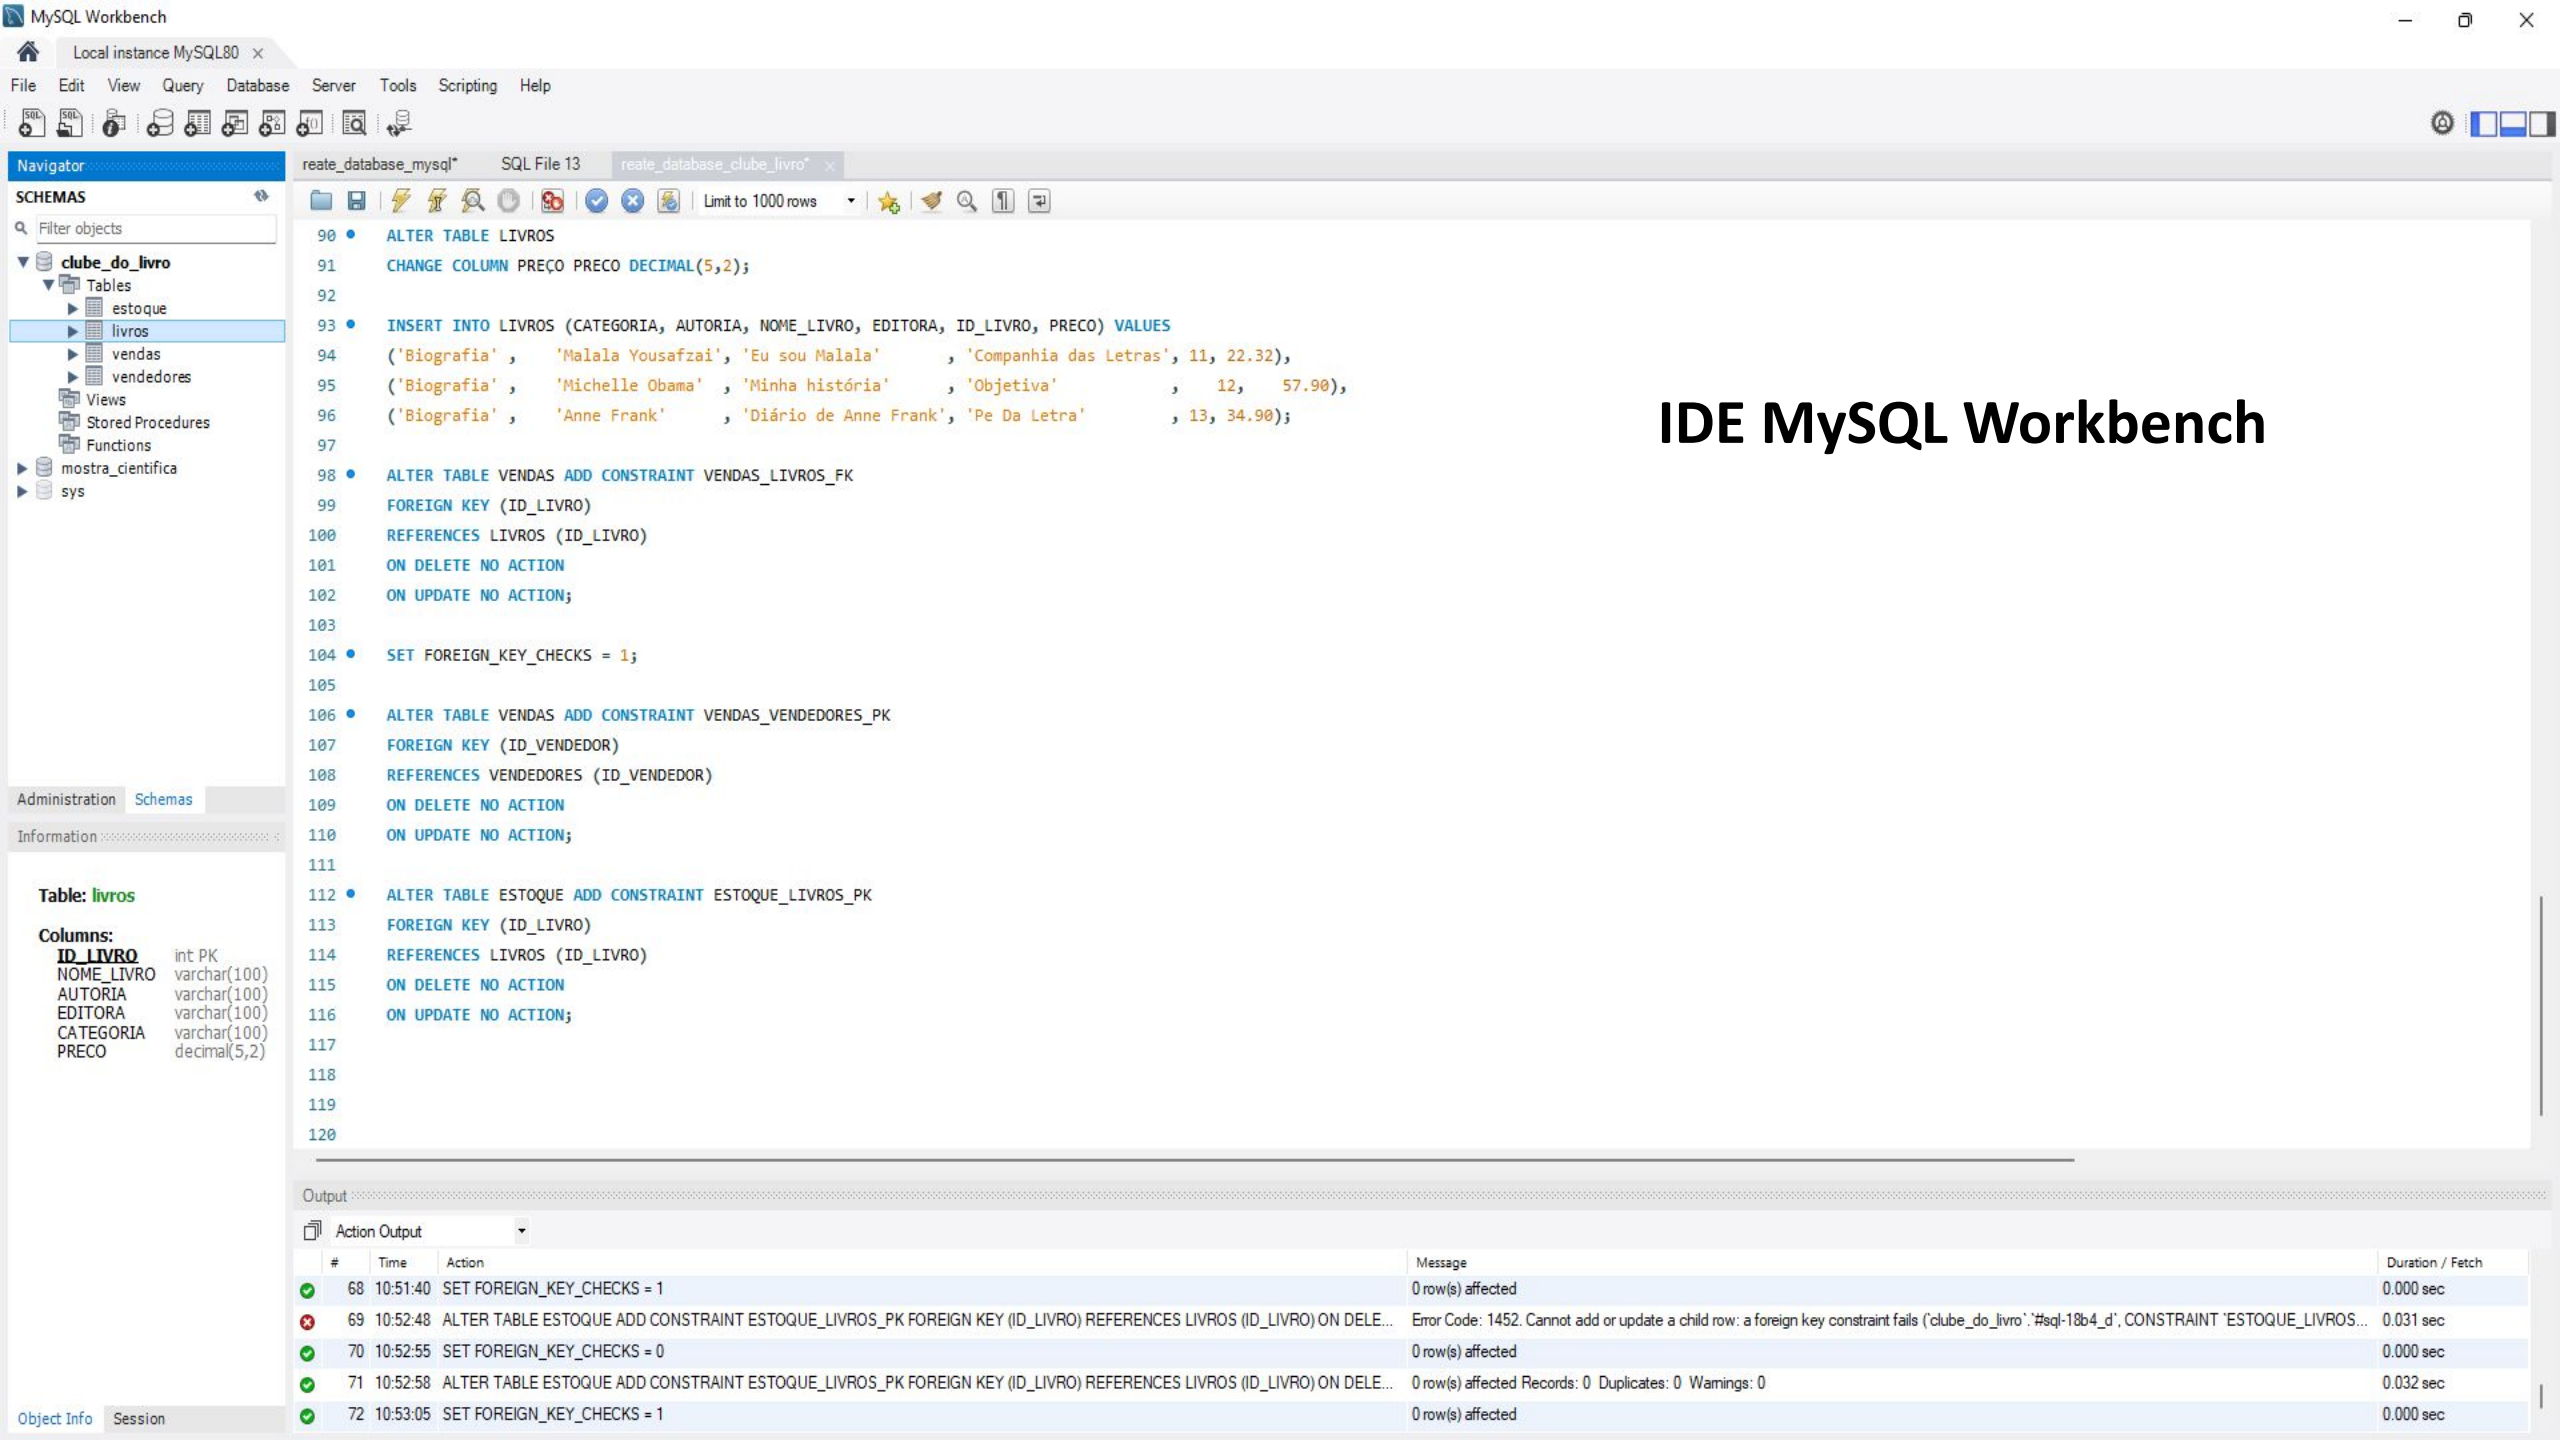 MySQL Workbench
Local instance MySQL80
File Edit View Query Database Server Tools Scripting Help
Navigator
SCHEMAS
Filter objects
clube_do_livro
Tables
estoque
livros
vendas
vendedores
Views
Stored Procedures
Functions
mostra_cientifica
sys
Administration Schemas
Information
Table: livros
Columns:
ID_LIVRO int PK
NOME_LIVRO varchar(100)
AUTORIA varchar(100)
EDITORA varchar(100)
CATEGORIA varchar(100)
PRECO decimal(5,2)
Object Info Session
reate_database_mysql* SQL File 13 reate_database_clube_livro*
Limit to 1000 rows
90 ALTER TABLE LIVROS
91 CHANGE COLUMN PREÇO PRECO DECIMAL(5,2);
92
93 INSERT INTO LIVROS (CATEGORIA, AUTORIA, NOME_LIVRO, EDITORA, ID_LIVRO, PRECO) VALUES
94 ('Biografia' , 'Malala Yousafzai', 'Eu sou Malala' , 'Companhia das Letras', 11, 22.32),
95 ('Biografia' , 'Michelle Obama' , 'Minha história' , 'Objetiva' , 12, 57.90),
96 ('Biografia' , 'Anne Frank' , 'Diário de Anne Frank', 'Pe Da Letra' , 13, 34.90);
97
98 ALTER TABLE VENDAS ADD CONSTRAINT VENDAS_LIVROS_FK
99 FOREIGN KEY (ID_LIVRO)
100 REFERENCES LIVROS (ID_LIVRO)
101 ON DELETE NO ACTION
102 ON UPDATE NO ACTION;
103
104 SET FOREIGN_KEY_CHECKS = 1;
105
106 ALTER TABLE VENDAS ADD CONSTRAINT VENDAS_VENDEDORES_PK
107 FOREIGN KEY (ID_VENDEDOR)
108 REFERENCES VENDEDORES (ID_VENDEDOR)
109 ON DELETE NO ACTION
110 ON UPDATE NO ACTION;
111
112 ALTER TABLE ESTOQUE ADD CONSTRAINT ESTOQUE_LIVROS_PK
113 FOREIGN KEY (ID_LIVRO)
114 REFERENCES LIVROS (ID_LIVRO)
115 ON DELETE NO ACTION
116 ON UPDATE NO ACTION;
117
118
119
120
IDE MySQL Workbench
Output
Action Output
# Time Action Message Duration / Fetch
68 10:51:40 SET FOREIGN_KEY_CHECKS = 1 0 row(s) affected 0.000 sec
69 10:52:48 ALTER TABLE ESTOQUE ADD CONSTRAINT ESTOQUE_LIVROS_PK FOREIGN KEY (ID_LIVRO) REFERENCES LIVROS (ID_LIVRO) ON DELE... Error Code: 1452. Cannot add or update a child row: a foreign key constraint fails (`clube_do_livro`.`#sql-18b4_d`, CONSTRAINT `ESTOQUE_LIVROS... 0.031 sec
70 10:52:55 SET FOREIGN_KEY_CHECKS = 0 0 row(s) affected 0.000 sec
71 10:52:58 ALTER TABLE ESTOQUE ADD CONSTRAINT ESTOQUE_LIVROS_PK FOREIGN KEY (ID_LIVRO) REFERENCES LIVROS (ID_LIVRO) ON DELE... 0 row(s) affected Records: 0 Duplicates: 0 Warnings: 0 0.032 sec
72 10:53:05 SET FOREIGN_KEY_CHECKS = 1 0 row(s) affected 0.000 sec